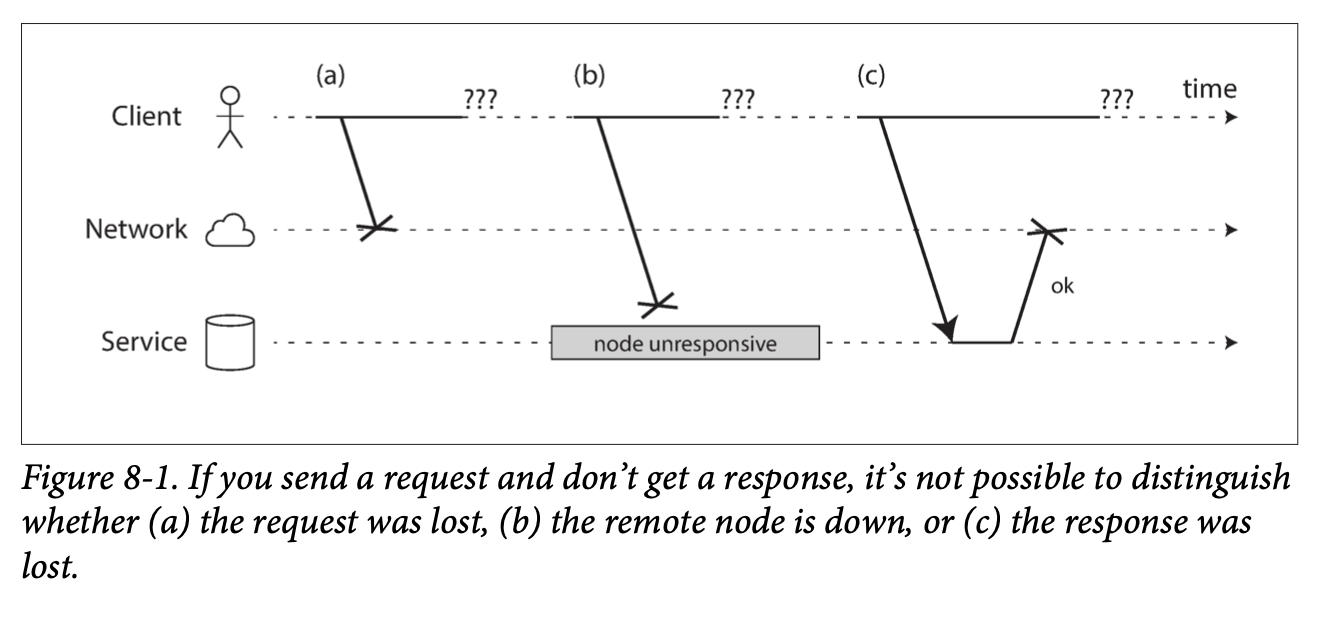 (a)
(b)
(c)
time
Client
???
???
???
Network
ok
Service
node unresponsive
Figure 8-1. If you send a request and don’t get a response, it’s not possible to distinguish
whether (a) the request was lost, (b) the remote node is down, or (c) the response was
lost.